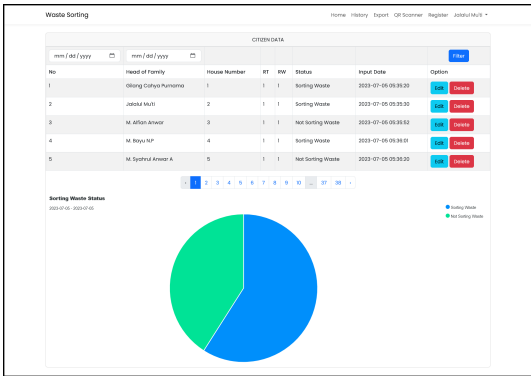 Waste Sorting Home History Export QR Scanner Register Jalalul Mu'ti
CITIZEN DATA
mm/dd/yyyy mm/dd/yyyy Filter
No Head of Family House Number RT RW Status Input Date Option
1 Gilang Cahya Purnama 1 1 1 Sorting Waste 2023-07-05 05:35:20 Edit Delete
2 Jalalul Mu'ti 2 1 1 Sorting Waste 2023-07-05 05:35:30 Edit Delete
3 M. Alfian Anwar 3 1 1 Not Sorting Waste 2023-07-05 05:35:52 Edit Delete
4 M. Bayu N.P 4 1 1 Sorting Waste 2023-07-05 05:36:01 Edit Delete
5 M. Syahrul Anwar A 5 1 1 Not Sorting Waste 2023-07-05 05:36:20 Edit Delete
‹ 1 2 3 4 5 6 7 8 9 10 ... 37 38 ›
Sorting Waste Status
2023-07-05 - 2023-07-05
Sorting Waste
Not Sorting Waste